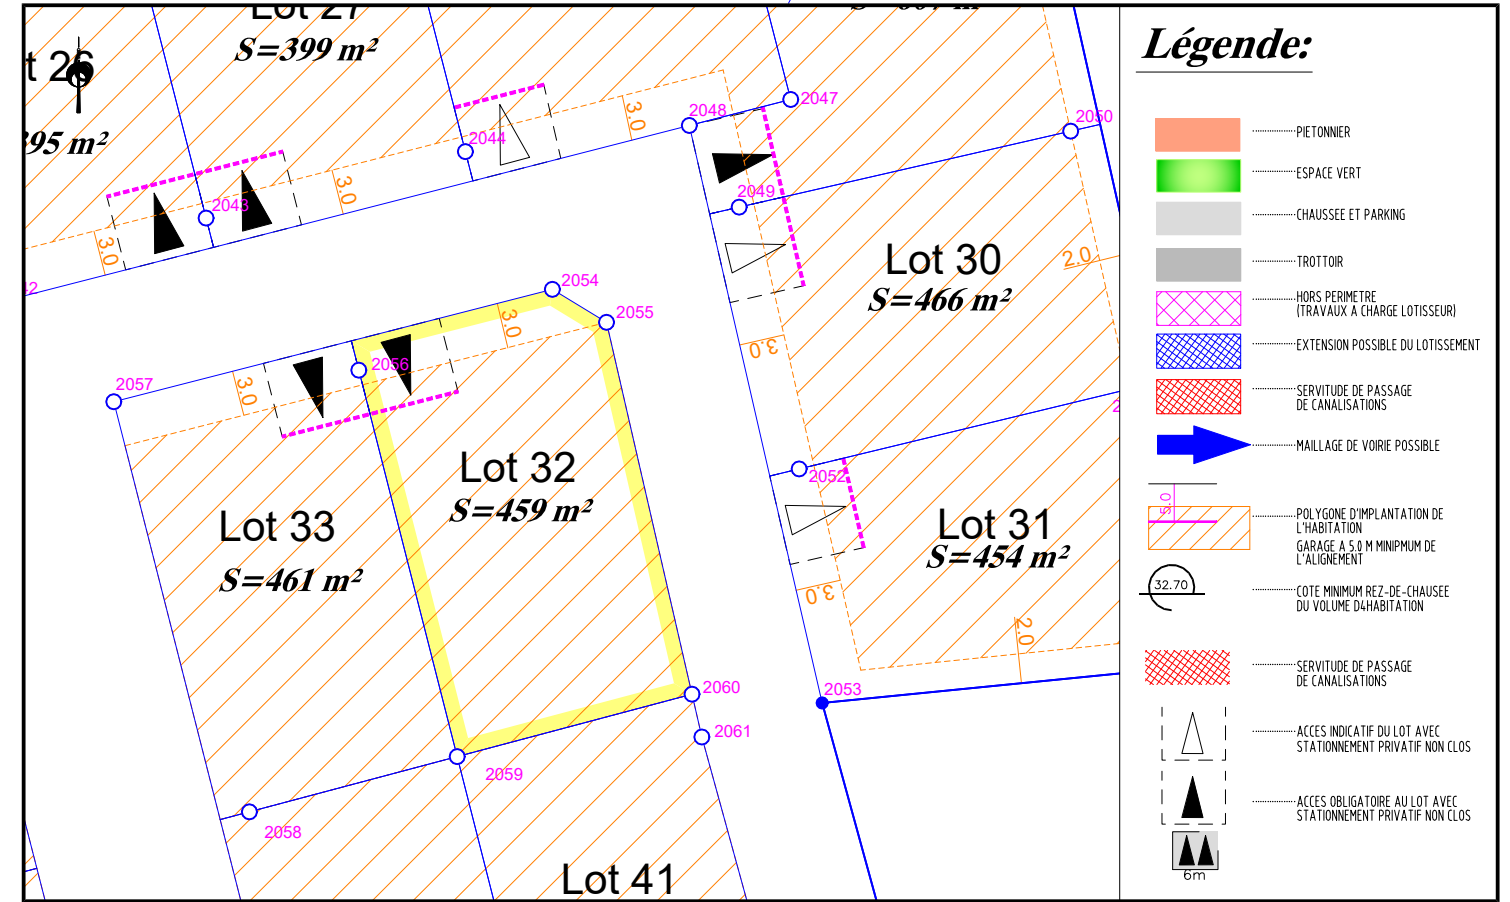 Lot 27
S=399 m²
t 26
395 m²
2047
2048
2050
2044
3.0
3.0
2043
2049
3.0
2.0
Lot 30
S=466 m²
2054
2055
3.0
3.0
2056
2057
3.0
Lot 32
S=459 m²
2052
Lot 33
S=461 m²
Lot 31
S=454 m²
3.0
2.0
2060
2053
2061
2059
2058
Lot 41
Légende:
PIETONNIER
ESPACE VERT
CHAUSSEE ET PARKING
TROTTOIR
HORS PERIMETRE
(TRAVAUX A CHARGE LOTISSEUR)
EXTENSION POSSIBLE DU LOTISSEMENT
SERVITUDE DE PASSAGE
DE CANALISATIONS
MAILLAGE DE VOIRIE POSSIBLE
5.0
POLYGONE D'IMPLANTATION DE
L'HABITATION
GARAGE A 5.0 M MINIPMUM DE
L'ALIGNEMENT
32.70
COTE MINIMUM REZ-DE-CHAUSEE
DU VOLUME D4HABITATION
SERVITUDE DE PASSAGE
DE CANALISATIONS
ACCES INDICATIF DU LOT AVEC
STATIONNEMENT PRIVATIF NON CLOS
ACCES OBLIGATOIRE AU LOT AVEC
STATIONNEMENT PRIVATIF NON CLOS
6m